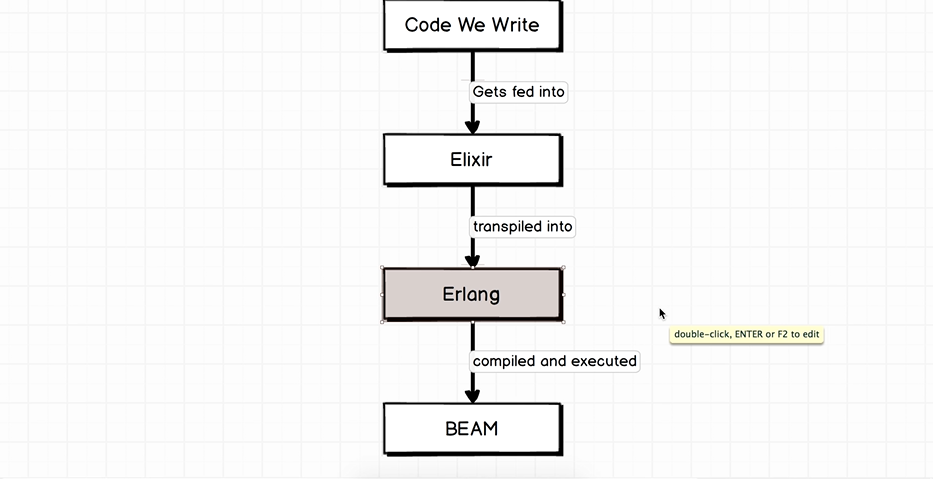 Code We Write
Gets fed into
Elixir
transpiled into
Erlang
double-click, ENTER or F2 to edit
compiled and executed
BEAM